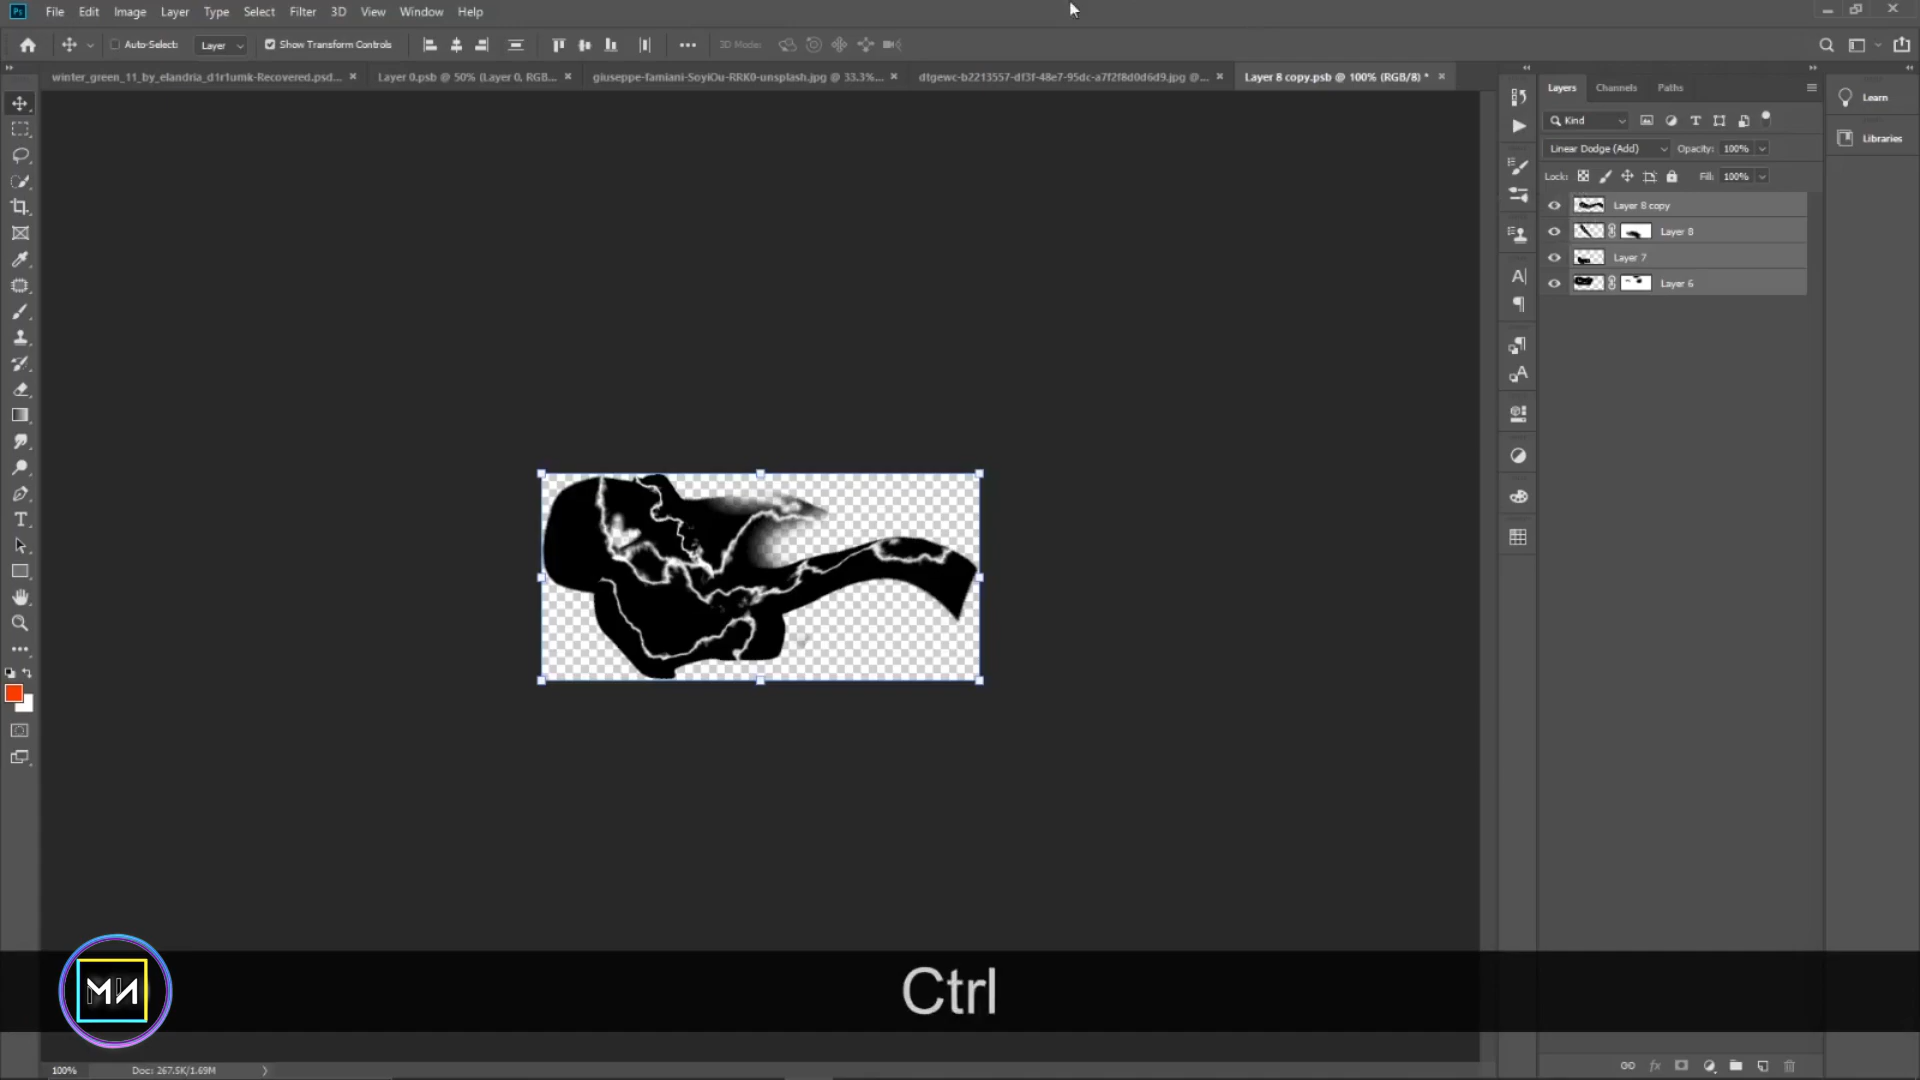 Ps File Edit Image Layer Type Select Filter 3D View Window Help
Auto-Select: Layer Show Transform Controls 3D Mode:
winter_green_11_by_elandria_d1r1umk-Recovered.psd... Layer 0.psb @ 50% (Layer 0, RGB... giuseppe-famiani-SoyiOu-RRK0-unsplash.jpg @ 33.3%... dtgewc-b2213557-df3f-48e7-95dc-a7f2f8d0d6d9.jpg @... Layer 8 copy.psb @ 100% (RGB/8) *
Layers Channels Paths
Learn
Kind
Libraries
Linear Dodge (Add) Opacity: 100%
Lock: Fill: 100%
Layer 8 copy
Layer 8
Layer 7
Layer 6
Ctrl
100% Doc: 267.5K/1.69M